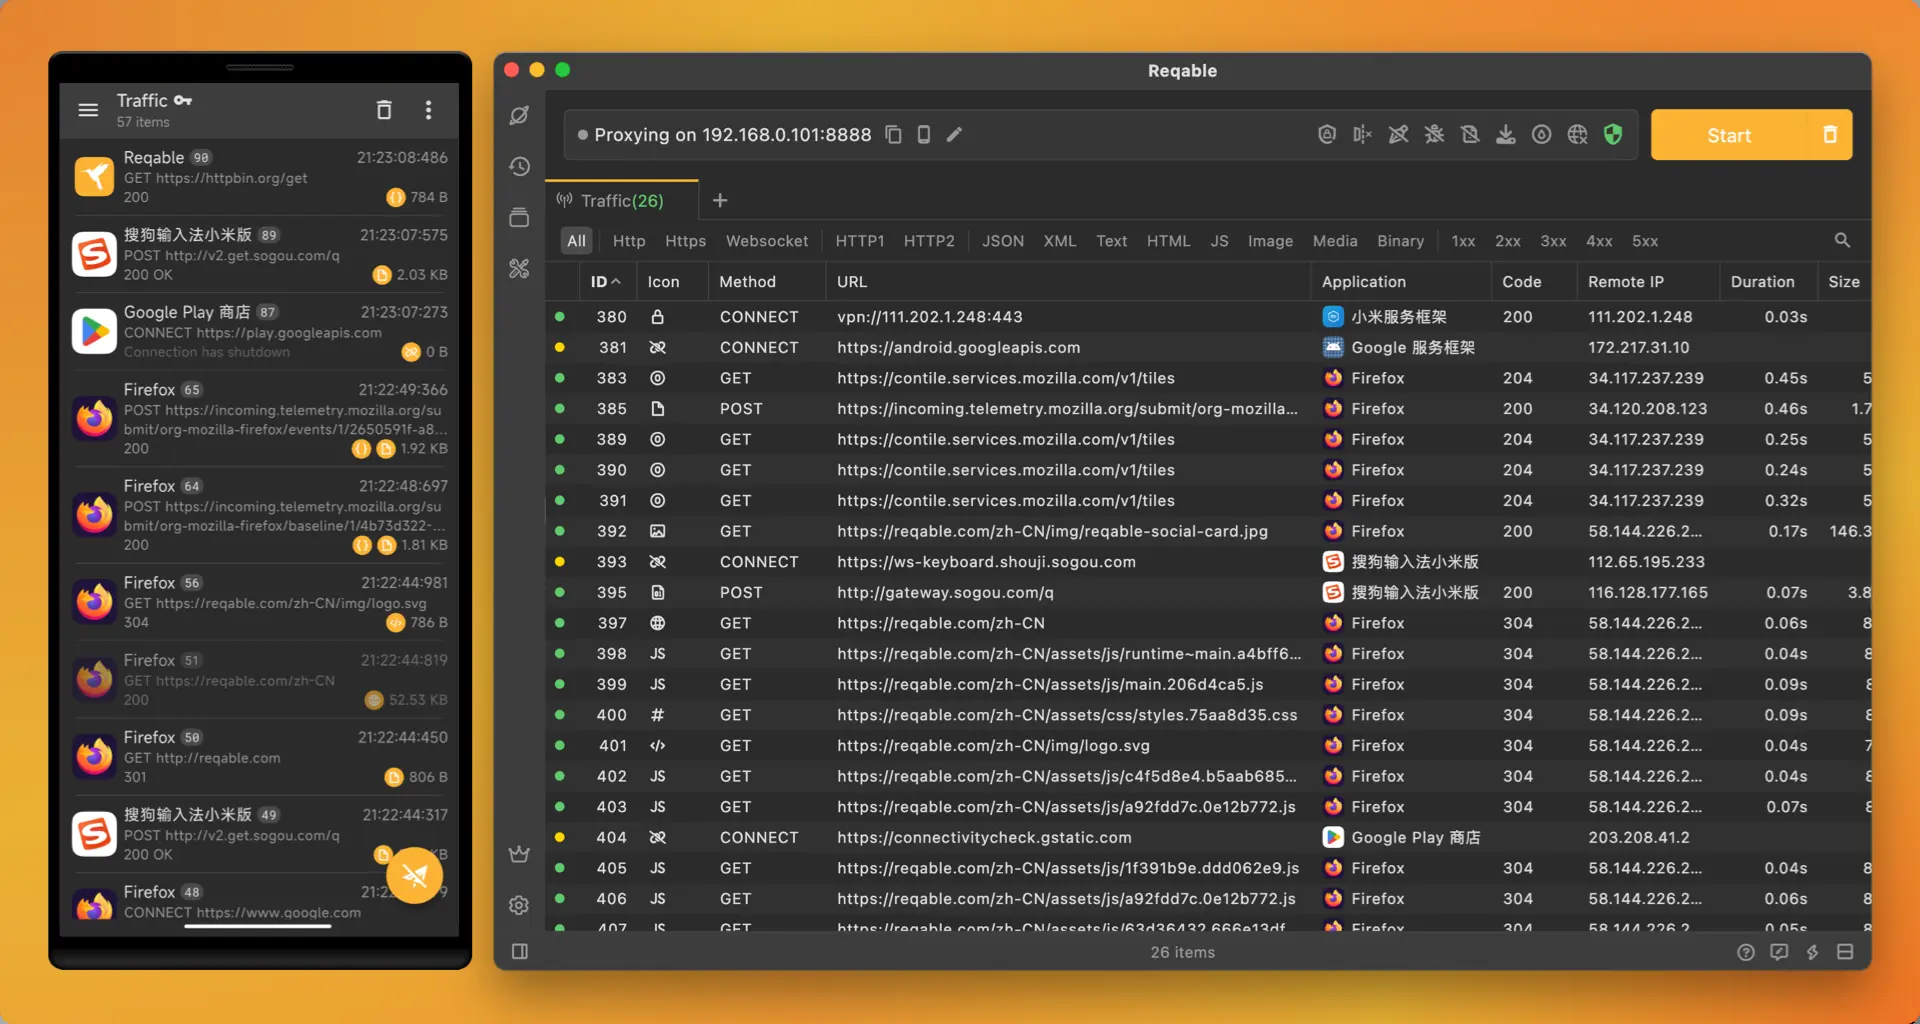 Traffic
57 items
Reqable 90 21:23:08:486
GET https://httpbin.org/get
200 784 B
搜狗输入法小米版 89 21:23:07:575
POST http://v2.get.sogou.com/q
200 OK 2.03 KB
Google Play 商店 87 21:23:07:273
CONNECT https://play.googleapis.com
Connection has shutdown 0 B
Firefox 65 21:22:49:366
POST https://incoming.telemetry.mozilla.org/su
bmit/org-mozilla-firefox/events/1/2650591f-a8...
200 1.92 KB
Firefox 64 21:22:48:697
POST https://incoming.telemetry.mozilla.org/su
bmit/org-mozilla-firefox/baseline/1/4b73d322-...
200 1.81 KB
Firefox 56 21:22:44:981
GET https://reqable.com/zh-CN/img/logo.svg
304 786 B
Firefox 51 21:22:44:819
GET https://reqable.com/zh-CN
200 52.53 KB
Firefox 50 21:22:44:450
GET http://reqable.com
301 806 B
搜狗输入法小米版 49 21:22:44:317
POST http://v2.get.sogou.com/q
200 OK
Firefox 48
CONNECT https://www.google.com
Reqable
Proxying on 192.168.0.101:8888
Start
Traffic(26) +
All Http Https Websocket HTTP1 HTTP2 JSON XML Text HTML JS Image Media Binary 1xx 2xx 3xx 4xx 5xx
ID Icon Method URL Application Code Remote IP Duration Size
380 CONNECT vpn://111.202.1.248:443 小米服务框架 200 111.202.1.248 0.03s
381 CONNECT https://android.googleapis.com Google 服务框架 172.217.31.10
383 GET https://contile.services.mozilla.com/v1/tiles Firefox 204 34.117.237.239 0.45s 5
385 POST https://incoming.telemetry.mozilla.org/submit/org-mozilla... Firefox 200 34.120.208.123 0.46s 1.7
389 GET https://contile.services.mozilla.com/v1/tiles Firefox 204 34.117.237.239 0.25s 5
390 GET https://contile.services.mozilla.com/v1/tiles Firefox 204 34.117.237.239 0.24s 5
391 GET https://contile.services.mozilla.com/v1/tiles Firefox 204 34.117.237.239 0.32s 5
392 GET https://reqable.com/zh-CN/img/reqable-social-card.jpg Firefox 200 58.144.226.2... 0.17s 146.3
393 CONNECT https://ws-keyboard.shouji.sogou.com 搜狗输入法小米版 112.65.195.233
395 POST http://gateway.sogou.com/q 搜狗输入法小米版 200 116.128.177.165 0.07s 3.8
397 GET https://reqable.com/zh-CN Firefox 304 58.144.226.2... 0.06s 8
398 JS GET https://reqable.com/zh-CN/assets/js/runtime~main.a4bff6... Firefox 304 58.144.226.2... 0.04s 8
399 JS GET https://reqable.com/zh-CN/assets/js/main.206d4ca5.js Firefox 304 58.144.226.2... 0.09s 8
400 # GET https://reqable.com/zh-CN/assets/css/styles.75aa8d35.css Firefox 304 58.144.226.2... 0.09s 8
401 </> GET https://reqable.com/zh-CN/img/logo.svg Firefox 304 58.144.226.2... 0.04s 7
402 JS GET https://reqable.com/zh-CN/assets/js/c4f5d8e4.b5aab685... Firefox 304 58.144.226.2... 0.04s 8
403 JS GET https://reqable.com/zh-CN/assets/js/a92fdd7c.0e12b772.js Firefox 304 58.144.226.2... 0.07s 8
404 CONNECT https://connectivitycheck.gstatic.com Google Play 商店 203.208.41.2
405 JS GET https://reqable.com/zh-CN/assets/js/1f391b9e.ddd062e9.js Firefox 304 58.144.226.2... 0.04s 8
406 JS GET https://reqable.com/zh-CN/assets/js/a92fdd7c.0e12b772.js Firefox 304 58.144.226.2... 0.06s 8
407 JS GET https://reqable.com/zh-CN/assets/js/63d36432.666e13df Firefox 304 58.144.226.2 0.05s
26 items